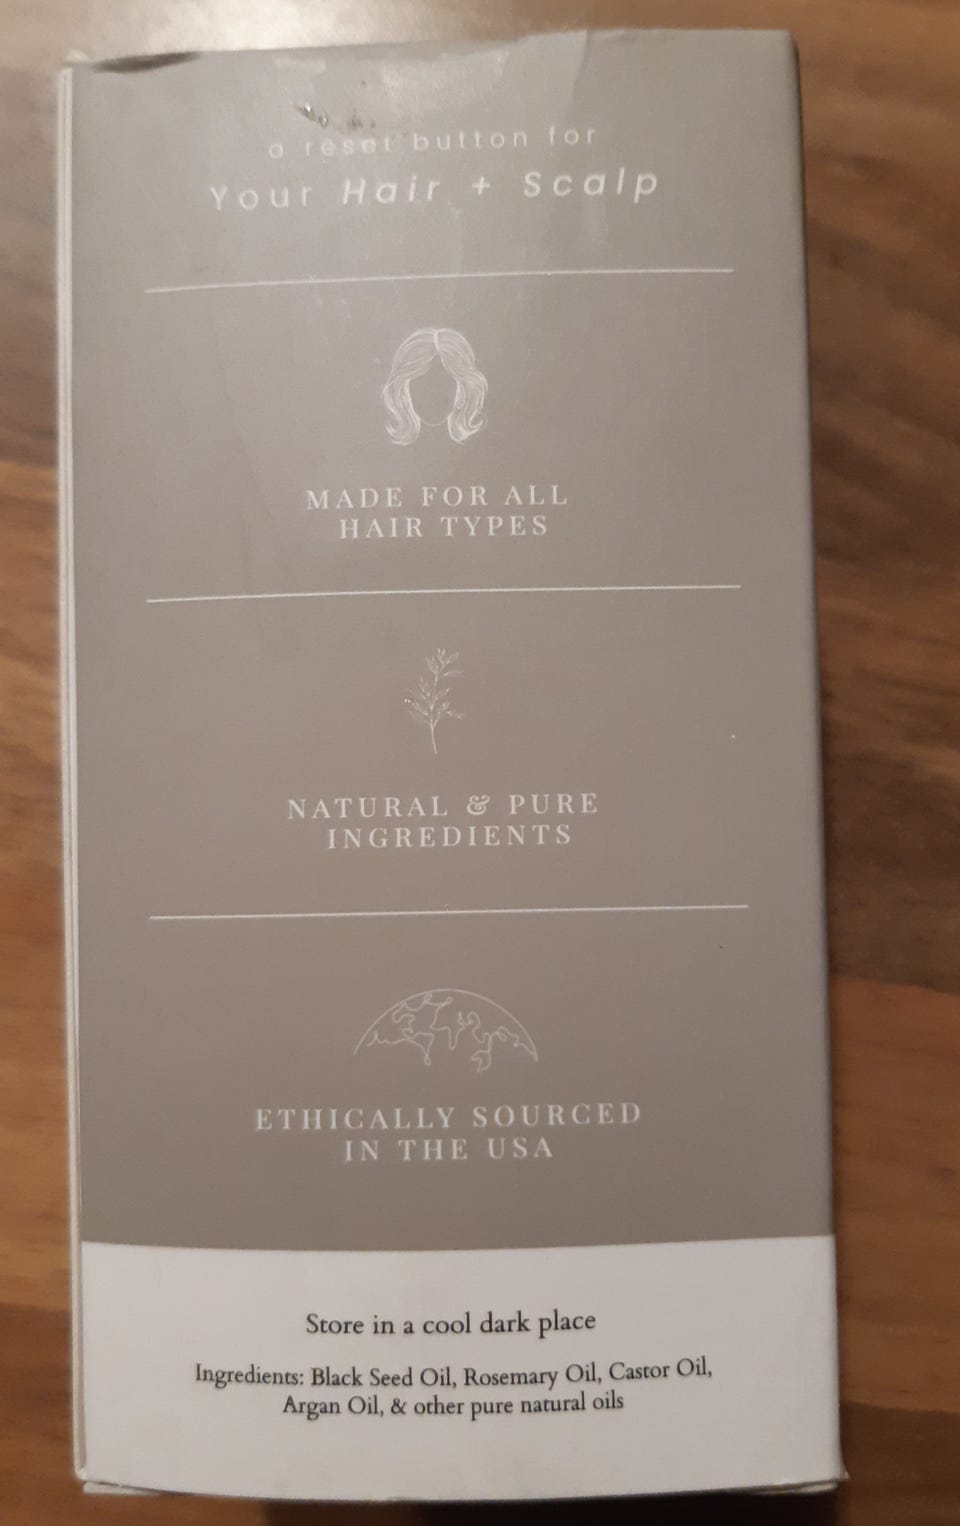 a reset button for
Your Hair + Scalp
MADE FOR ALL
HAIR TYPES
NATURAL & PURE
INGREDIENTS
ETHICALLY SOURCED
IN THE USA
Store in a cool dark place
Ingredients: Black Seed Oil, Rosemary Oil, Castor Oil,
Argan Oil, & other pure natural oils